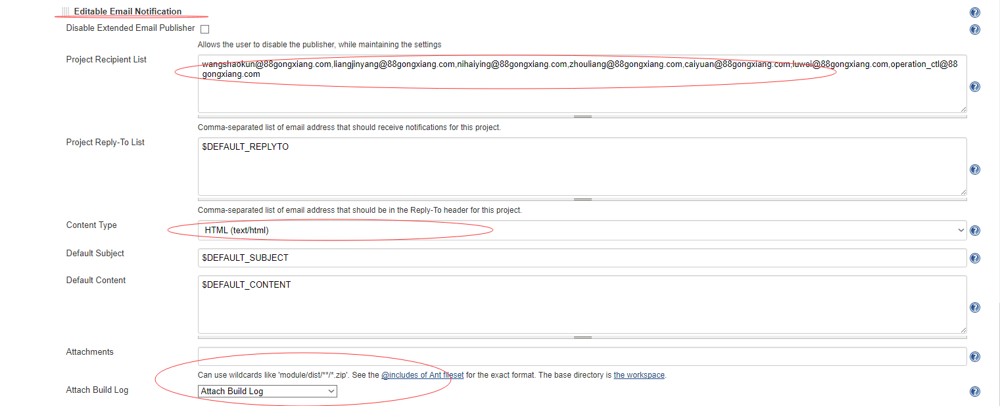 Editable Email Notification
Disable Extended Email Publisher
Allows the user to disable the publisher, while maintaining the settings
Project Recipient List
wangshaokun@88gongxiang.com,liangjinyang@88gongxiang.com,nihaiying@88gongxiang.com,zhouliang@88gongxiang.com,caiyuan@88gongxiang.com,luwei@88gongxiang.com,operation_ctl@88
gongxiang.com
Comma-separated list of email address that should receive notifications for this project.
Project Reply-To List
$DEFAULT_REPLYTO
Comma-separated list of email address that should be in the Reply-To header for this project.
Content Type
HTML (text/html)
Default Subject
$DEFAULT_SUBJECT
Default Content
$DEFAULT_CONTENT
Attachments
Can use wildcards like 'module/dist/**/*.zip'. See the @includes of Ant fileset for the exact format. The base directory is the workspace.
Attach Build Log
Attach Build Log